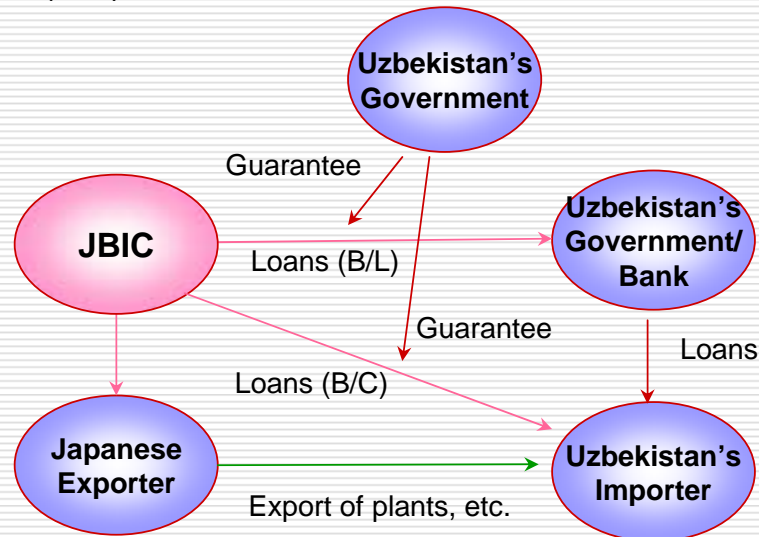 Uzbekistan's
Government
Guarantee
JBIC
Loans (B/L)
Uzbekistan's
Government/
Bank
Guarantee
Loans
Loans (B/C)
Japanese
Exporter
Export of plants, etc.
Uzbekistan's
Importer